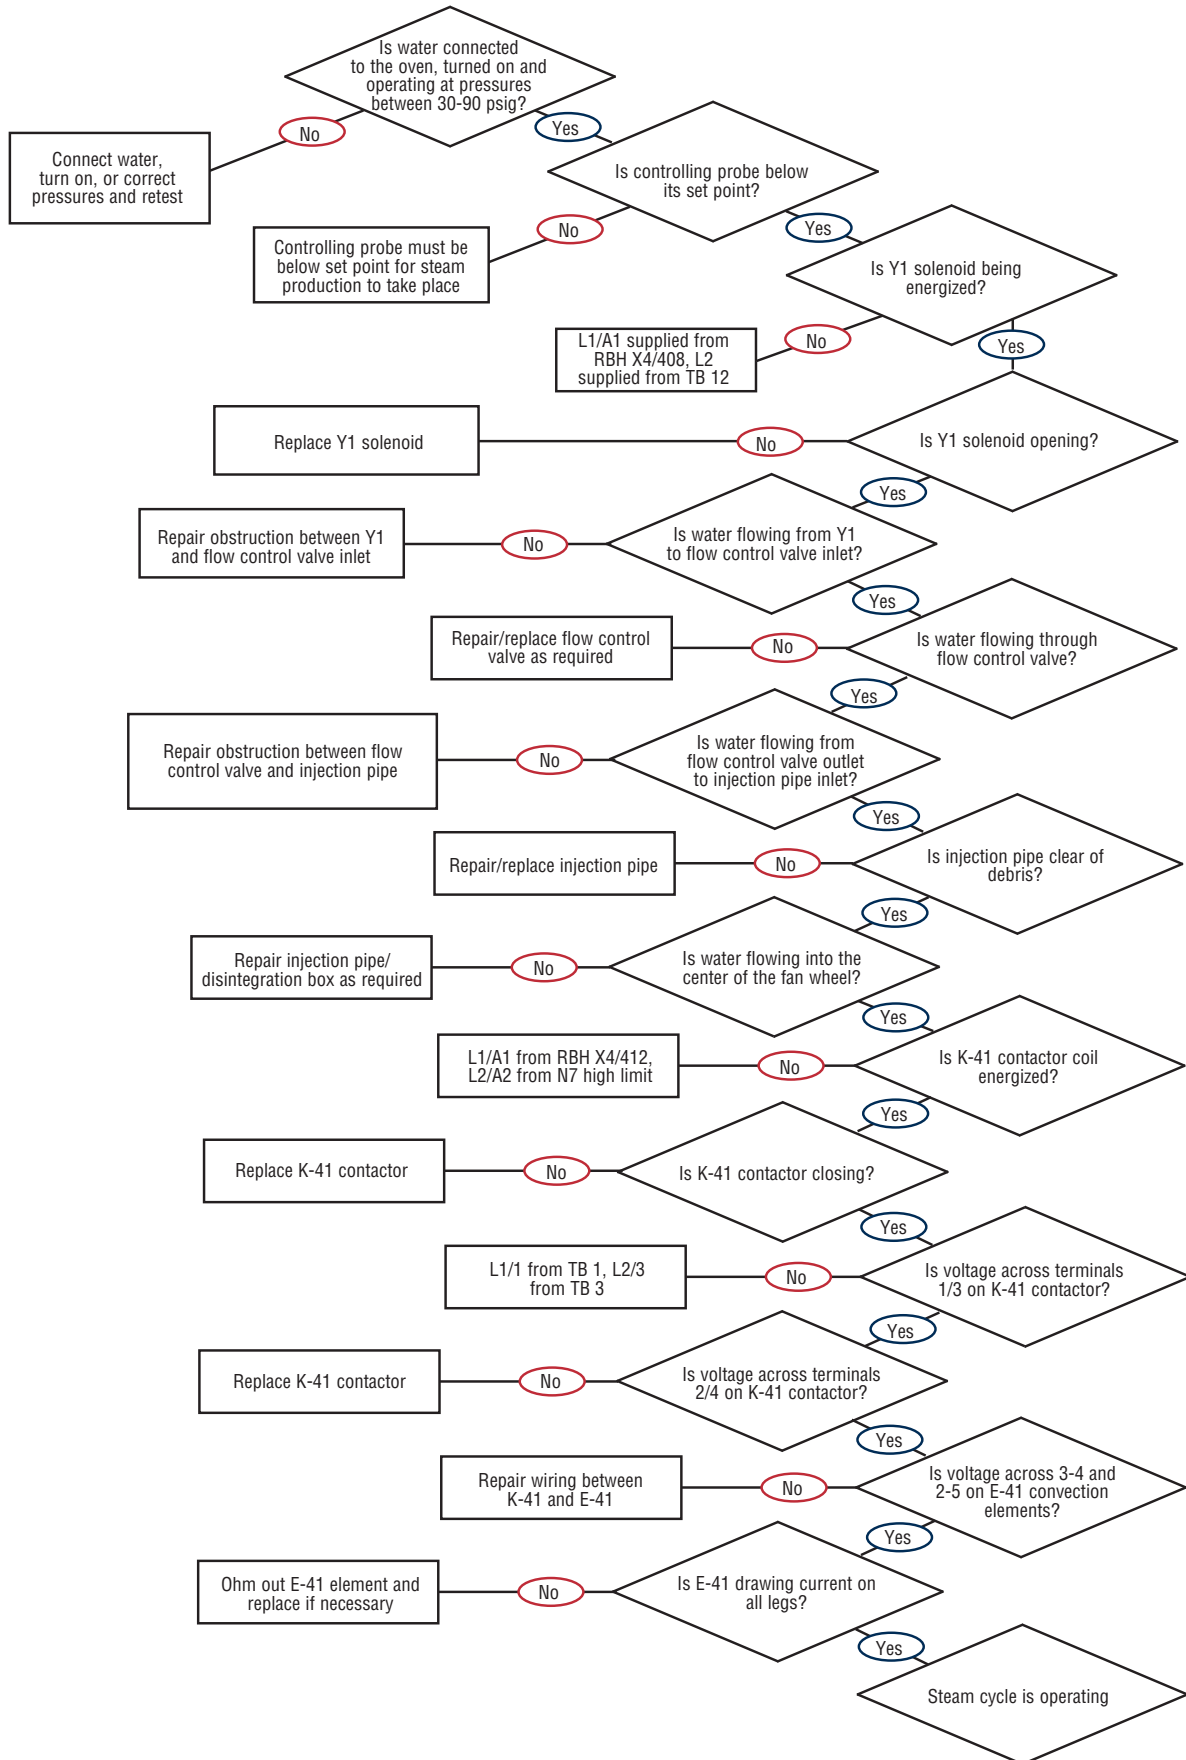 Is water connected
to the oven, turned on and
operating at pressures
between 30-90 psig?
No
Yes
Connect water,
turn on, or correct
pressures and retest
Is controlling probe below
its set point?
No
Yes
Controlling probe must be
below set point for steam
production to take place
Is Y1 solenoid being
energized?
No
Yes
L1/A1 supplied from
RBH X4/408, L2
supplied from TB 12
Is Y1 solenoid opening?
No
Replace Y1 solenoid
Yes
Is water flowing from Y1
to flow control valve inlet?
No
Repair obstruction between Y1
and flow control valve inlet
Yes
Is water flowing through
flow control valve?
No
Repair/replace flow control
valve as required
Yes
Is water flowing from
flow control valve outlet
to injection pipe inlet?
No
Repair obstruction between flow
control valve and injection pipe
Yes
Is injection pipe clear of
debris?
No
Repair/replace injection pipe
Yes
Is water flowing into the
center of the fan wheel?
No
Repair injection pipe/
disintegration box as required
Yes
Is K-41 contactor coil
energized?
No
L1/A1 from RBH X4/412,
L2/A2 from N7 high limit
Yes
Is K-41 contactor closing?
No
Replace K-41 contactor
Yes
Is voltage across terminals
1/3 on K-41 contactor?
No
L1/1 from TB 1, L2/3
from TB 3
Yes
Is voltage across terminals
2/4 on K-41 contactor?
No
Replace K-41 contactor
Yes
Is voltage across 3-4 and
2-5 on E-41 convection
elements?
No
Repair wiring between
K-41 and E-41
Yes
Is E-41 drawing current on
all legs?
No
Ohm out E-41 element and
replace if necessary
Yes
Steam cycle is operating